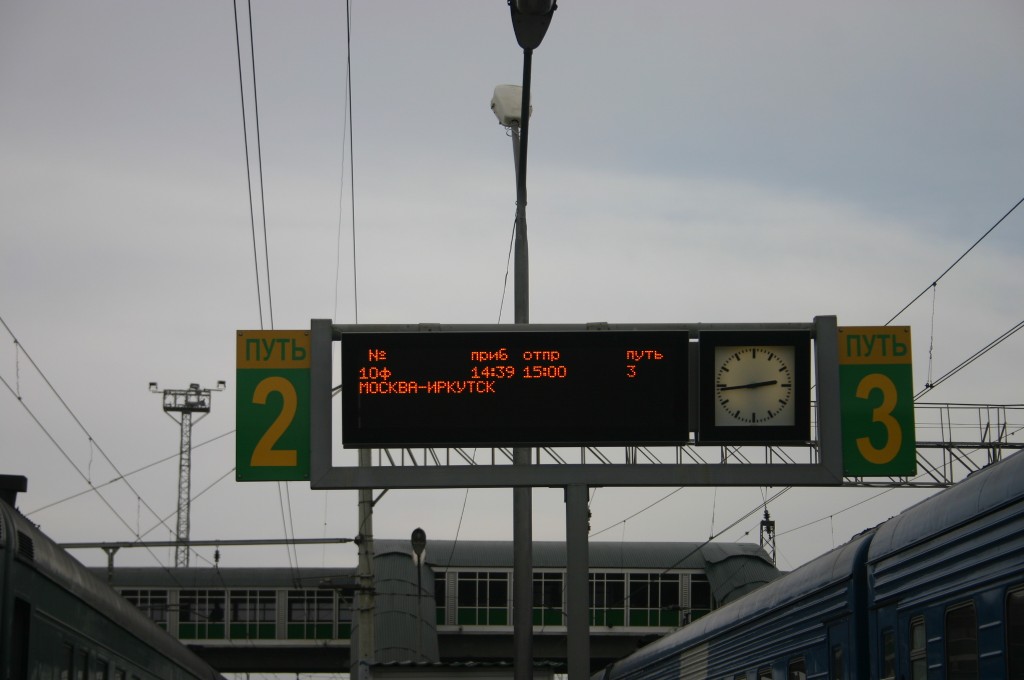 ПУТЬ
2
№ приб отпр путь
10ф 14:39 15:00 3
МОСКВА-ИРКУТСК
ПУТЬ
3